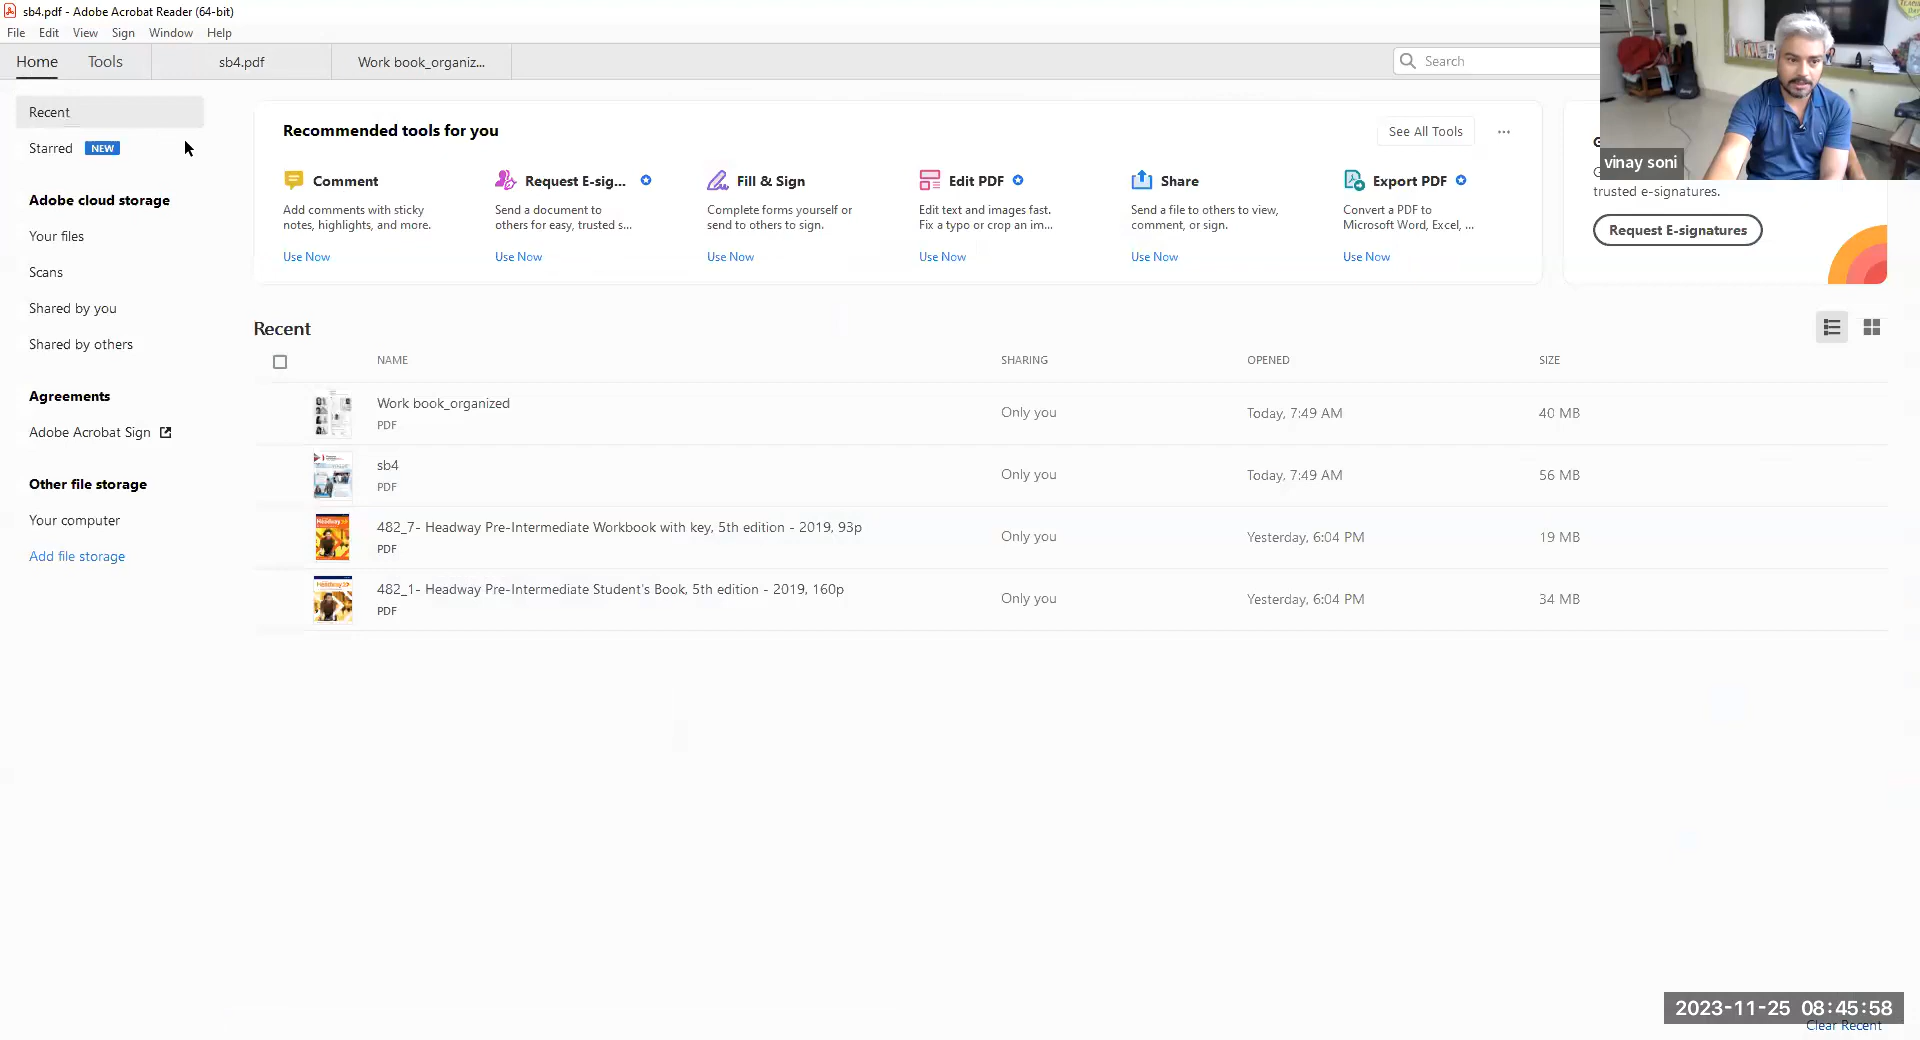 sb4.pdf - Adobe Acrobat Reader (64-bit)
File Edit View Sign Window Help
Home Tools sb4.pdf Work book_organiz... Search
Recent
Starred NEW
Adobe cloud storage
Your files
Scans
Shared by you
Shared by others
Agreements
Adobe Acrobat Sign
Other file storage
Your computer
Add file storage
Recommended tools for you See All Tools ...
Comment
Add comments with sticky
notes, highlights, and more.
Use Now
Request E-sig...
Send a document to
others for easy, trusted s...
Use Now
Fill & Sign
Complete forms yourself or
send to others to sign.
Use Now
Edit PDF
Edit text and images fast.
Fix a typo or crop an im...
Use Now
Share
Send a file to others to view,
comment, or sign.
Use Now
Export PDF
Convert a PDF to
Microsoft Word, Excel, ...
Use Now
vinay soni
trusted e-signatures.
Request E-signatures
Recent
NAME SHARING OPENED SIZE
Work book_organized
PDF
Only you Today, 7:49 AM 40 MB
sb4
PDF
Only you Today, 7:49 AM 56 MB
482_7- Headway Pre-Intermediate Workbook with key, 5th edition - 2019, 93p
PDF
Only you Yesterday, 6:04 PM 19 MB
482_1- Headway Pre-Intermediate Student's Book, 5th edition - 2019, 160p
PDF
Only you Yesterday, 6:04 PM 34 MB
2023-11-25 08:45:58
Clear Recent